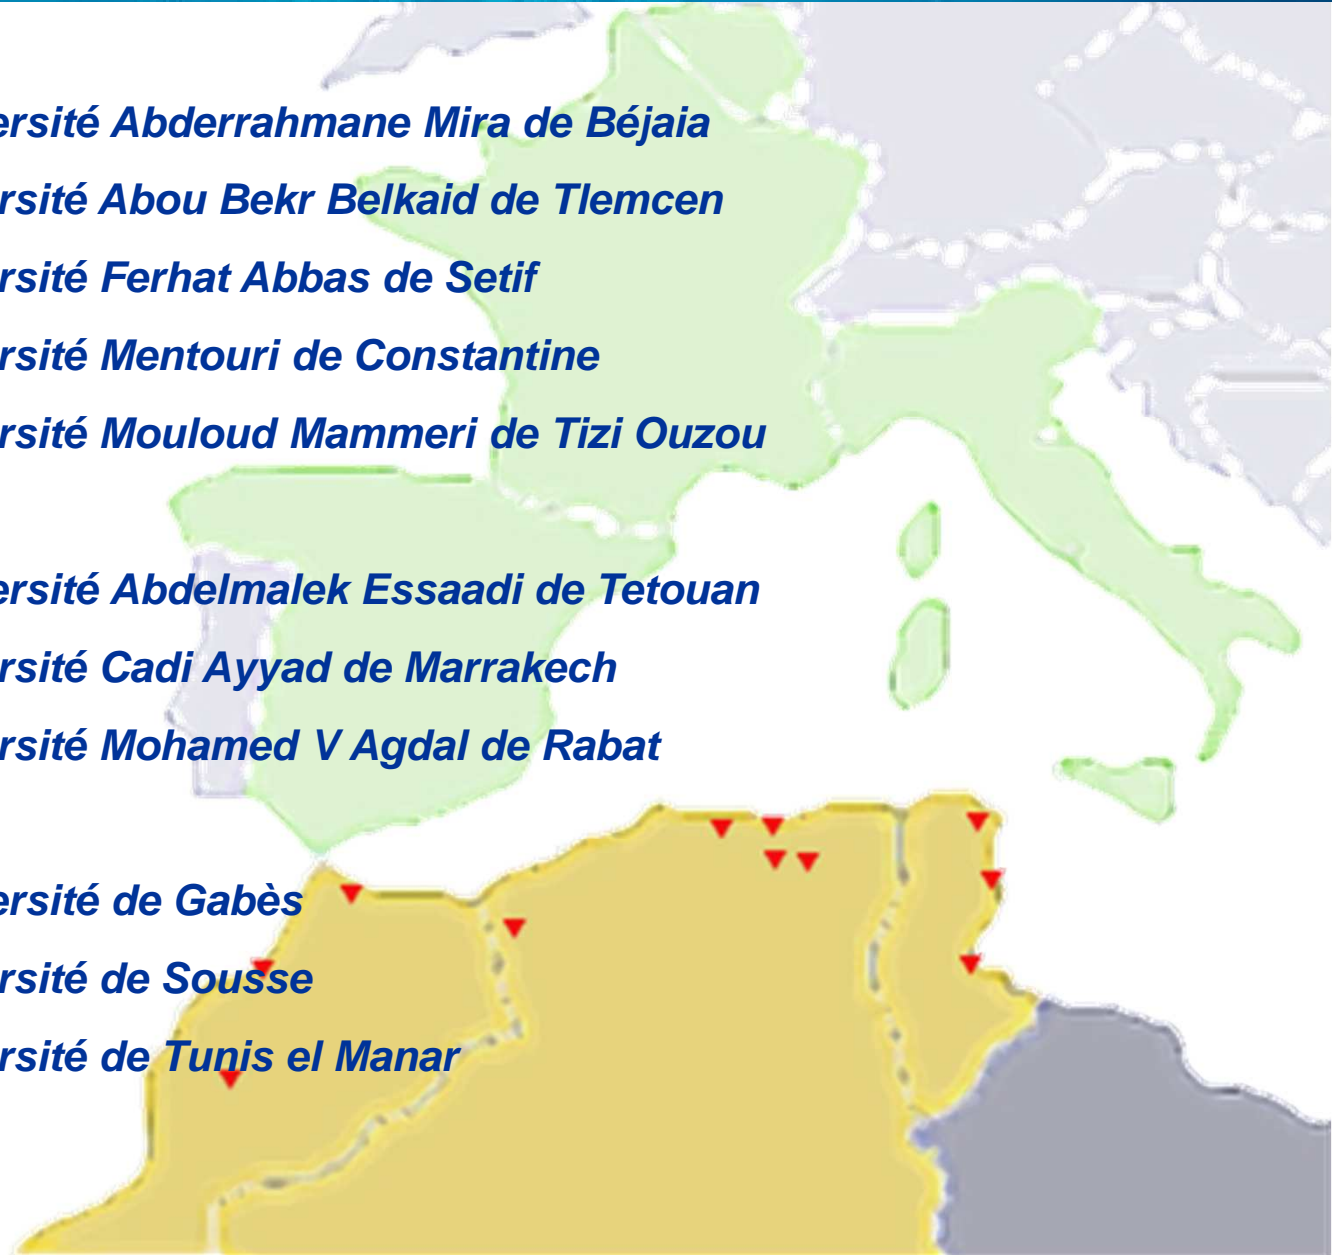 ersité Abderrahmane Mira de Béjaia
rsité Abou Bekr Belkaid de Tlemcen
rsité Ferhat Abbas de Setif
rsité Mentouri de Constantine
rsité Mouloud Mammeri de Tizi Ouzou
ersité Abdelmalek Essaadi de Tetouan
rsité Cadi Ayyad de Marrakech
rsité Mohamed V Agdal de Rabat
ersité de Gabès
rsité de Sousse
rsité de Tunis el Manar